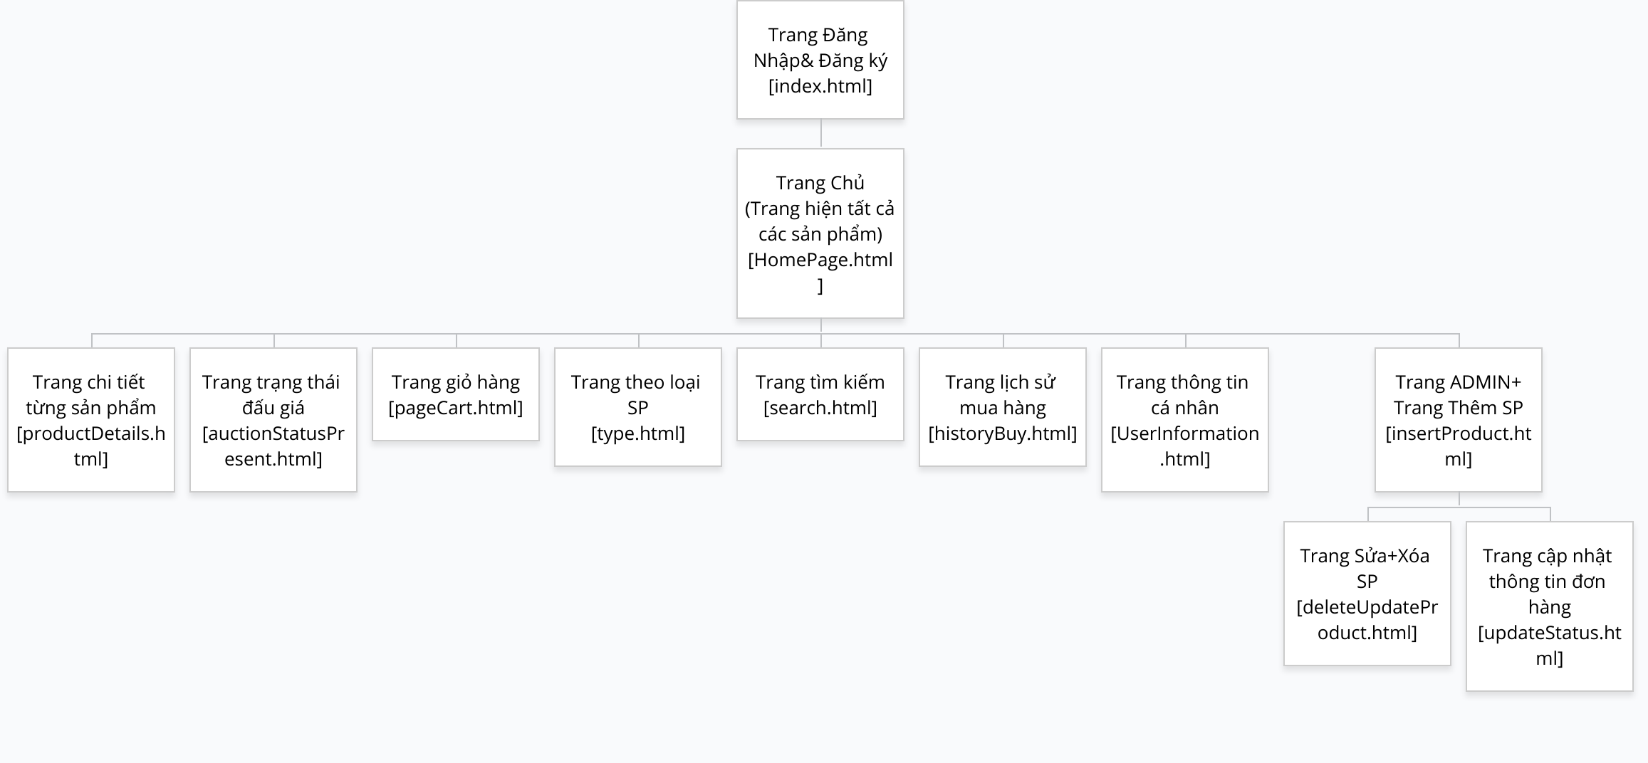 Trang Đăng
Nhập& Đăng ký
[index.html]
Trang Chủ
(Trang hiện tất cả
các sản phẩm)
[HomePage.html
]
Trang chi tiết
từng sản phẩm
[productDetails.h
tml]
Trang trạng thái
đấu giá
[auctionStatusPr
esent.html]
Trang giỏ hàng
[pageCart.html]
Trang theo loại
SP
[type.html]
Trang tìm kiếm
[search.html]
Trang lịch sử
mua hàng
[historyBuy.html]
Trang thông tin
cá nhân
[UserInformation
.html]
Trang ADMIN+
Trang Thêm SP
[insertProduct.ht
ml]
Trang Sửa+Xóa
SP
[deleteUpdatePr
oduct.html]
Trang cập nhật
thông tin đơn
hàng
[updateStatus.ht
ml]